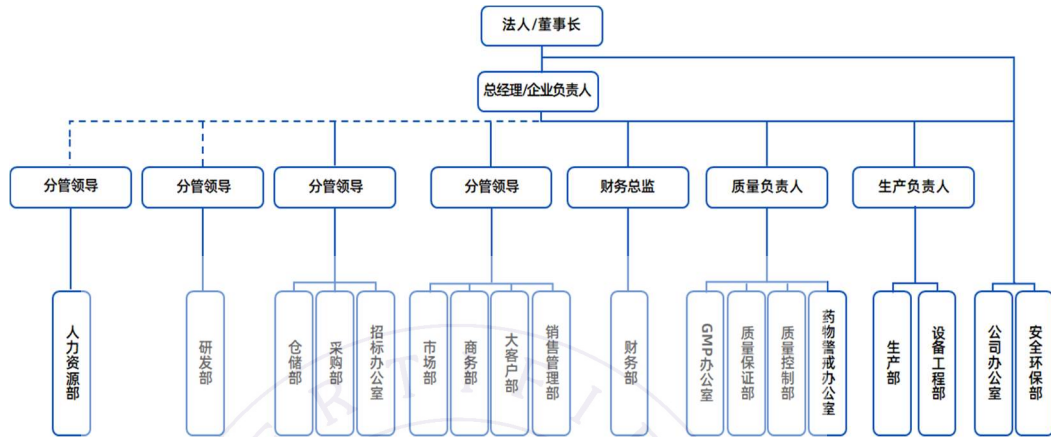 法人/董事长
总经理/企业负责人
分管领导
分管领导
分管领导
分管领导
财务总监
质量负责人
生产负责人
人力资源部
研发部
仓储部
采购部
招标办公室
市场部
商务部
大客户部
销售管理部
财务部
GMP办公室
质量保证部
质量控制部
药物警戒办公室
生产部
设备工程部
公司办公室
安全环保部